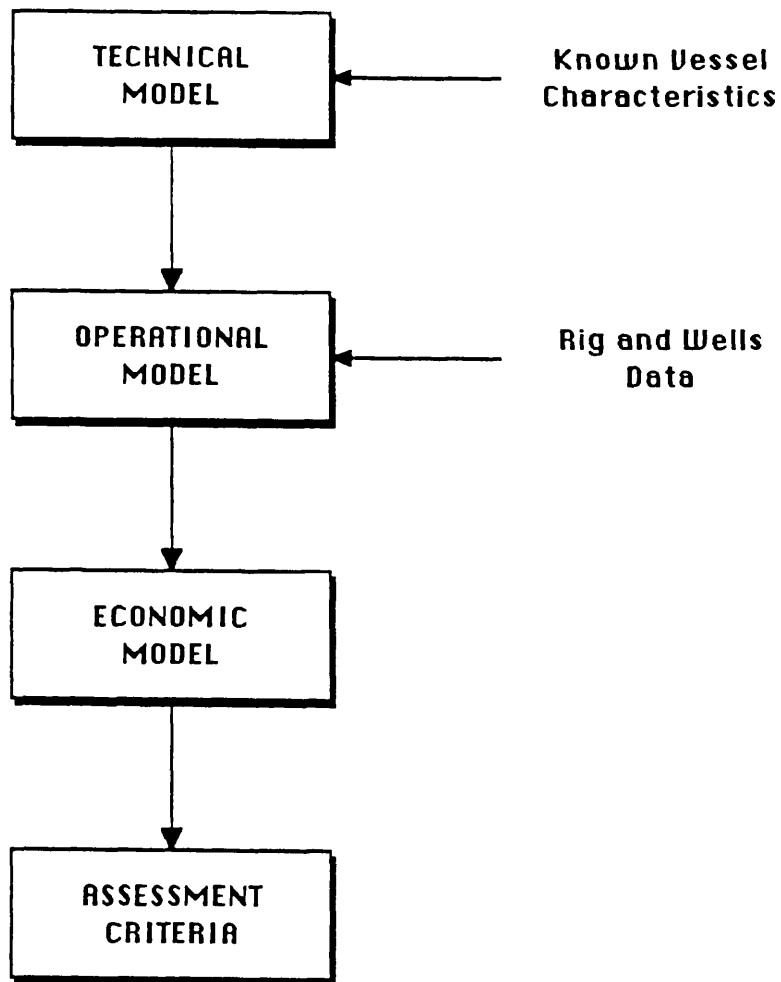 TECHNICAL
MODEL
Known Vessel
Characteristics
OPERATIONAL
MODEL
Rig and Wells
Data
ECONOMIC
MODEL
ASSESSMENT
CRITERIA